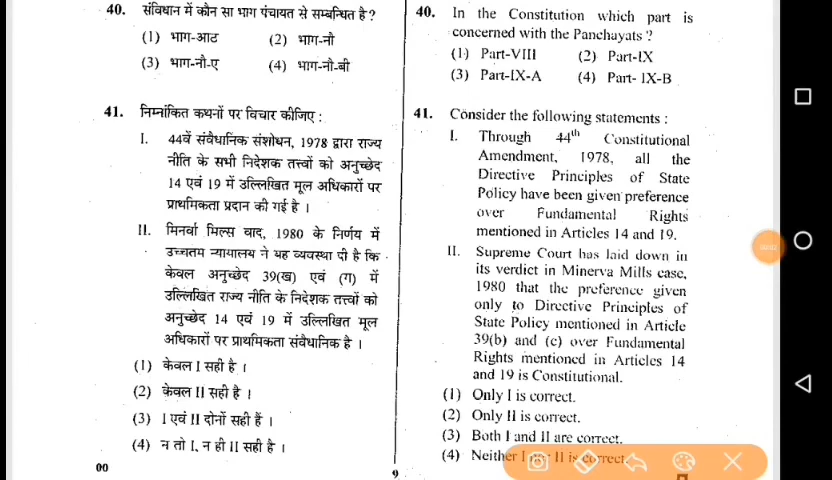 40. संविधान में कौन सा भाग पंचायत से सम्बन्धित है ?
(1) भाग-आठ (2) भाग-नौ
(3) भाग-नौ-ए (4) भाग-नौ-बी
41. निम्नांकित कथनों पर विचार कीजिए :
I. 44वें संवैधानिक संशोधन, 1978 द्वारा राज्य
नीति के सभी निदेशक तत्त्वों को अनुच्छेद
14 एवं 19 में उल्लिखित मूल अधिकारों पर
प्राथमिकता प्रदान की गई है ।
II. मिनर्वा मिल्स वाद, 1980 के निर्णय में
उच्चतम न्यायालय ने यह व्यवस्था दी है कि
केवल अनुच्छेद 39(ख) एवं (ग) में
उल्लिखित राज्य नीति के निदेशक तत्त्वों को
अनुच्छेद 14 एवं 19 में उल्लिखित मूल
अधिकारों पर प्राथमिकता संवैधानिक है ।
(1) केवल I सही है ।
(2) केवल II सही है ।
(3) I एवं II दोनों सही हैं ।
(4) न तो I, न ही II सही है ।
00
40. In the Constitution which part is
concerned with the Panchayats ?
(1) Part-VIII (2) Part-IX
(3) Part-IX-A (4) Part- IX-B
41. Consider the following statements :
I. Through 44th Constitutional
Amendment, 1978, all the
Directive Principles of State
Policy have been given preference
over Fundamental Rights
mentioned in Articles 14 and 19.
II. Supreme Court has laid down in
its verdict in Minerva Mills case,
1980 that the preference given
only to Directive Principles of
State Policy mentioned in Article
39(b) and (c) over Fundamental
Rights mentioned in Articles 14
and 19 is Constitutional.
(1) Only I is correct.
(2) Only II is correct.
(3) Both I and II are correct.
(4) Neither I nor II is correct.
9